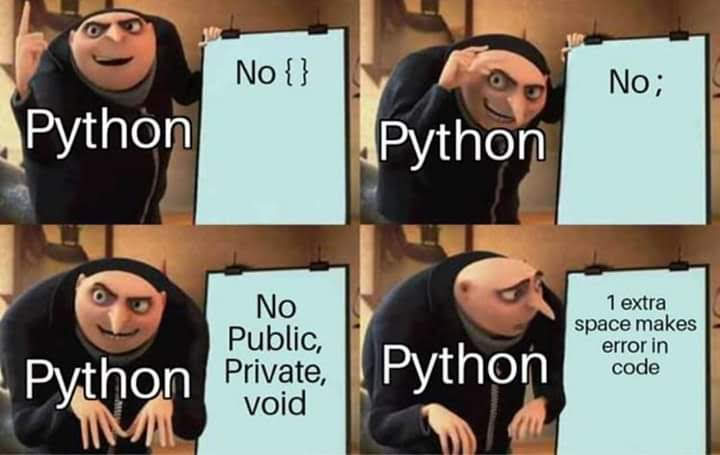 No { }
Python
No ;
Python
No
Public,
Private,
void
Python
1 extra
space makes
error in
code
Python